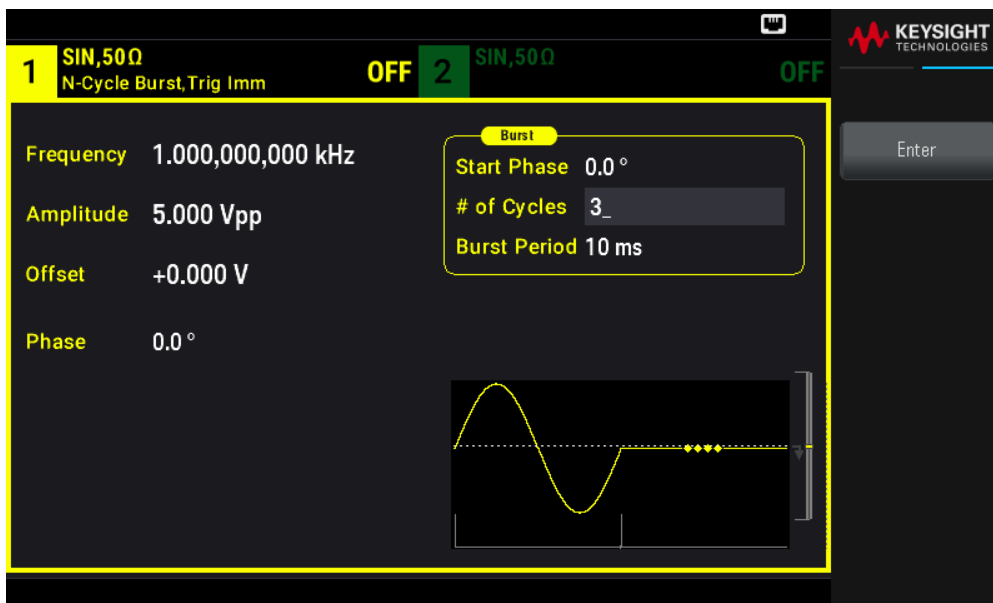 KEYSIGHT
TECHNOLOGIES
1 SIN,50Ω
N-Cycle Burst,Trig Imm
OFF
2 SIN,50Ω
OFF
Frequency 1.000,000,000 kHz
Amplitude 5.000 Vpp
Offset +0.000 V
Phase 0.0 °
Burst
Start Phase 0.0 °
# of Cycles 3_
Burst Period 10 ms
Enter